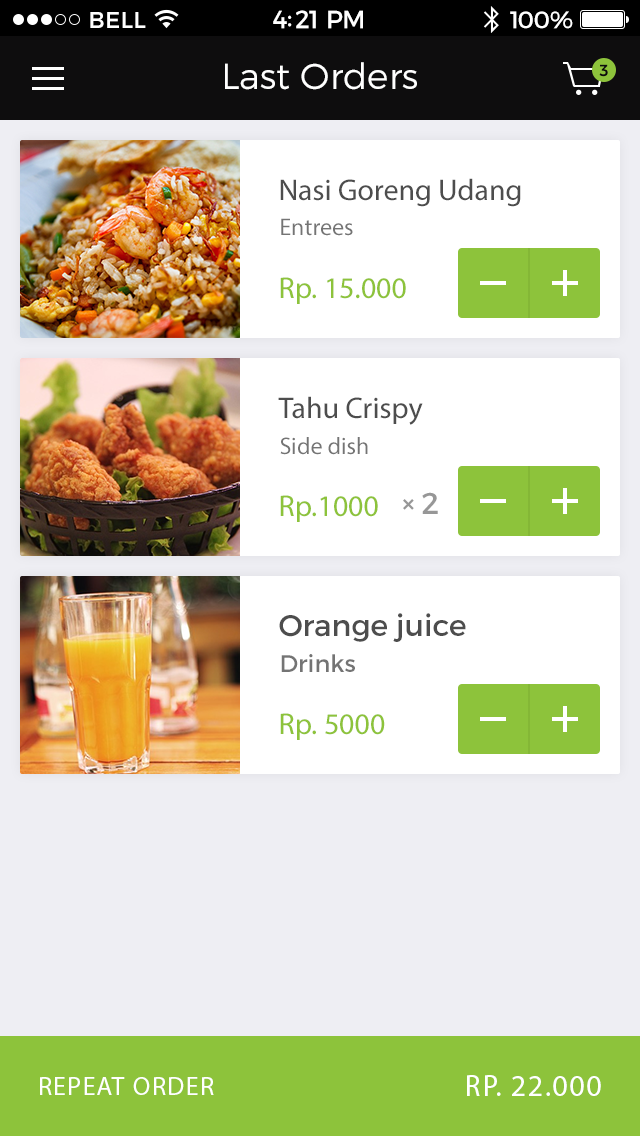 BELL 4:21 PM 100%
Last Orders 3
Nasi Goreng Udang
Entrees
Rp. 15.000
Tahu Crispy
Side dish
Rp.1000 × 2
Orange juice
Drinks
Rp. 5000
REPEAT ORDER RP. 22.000